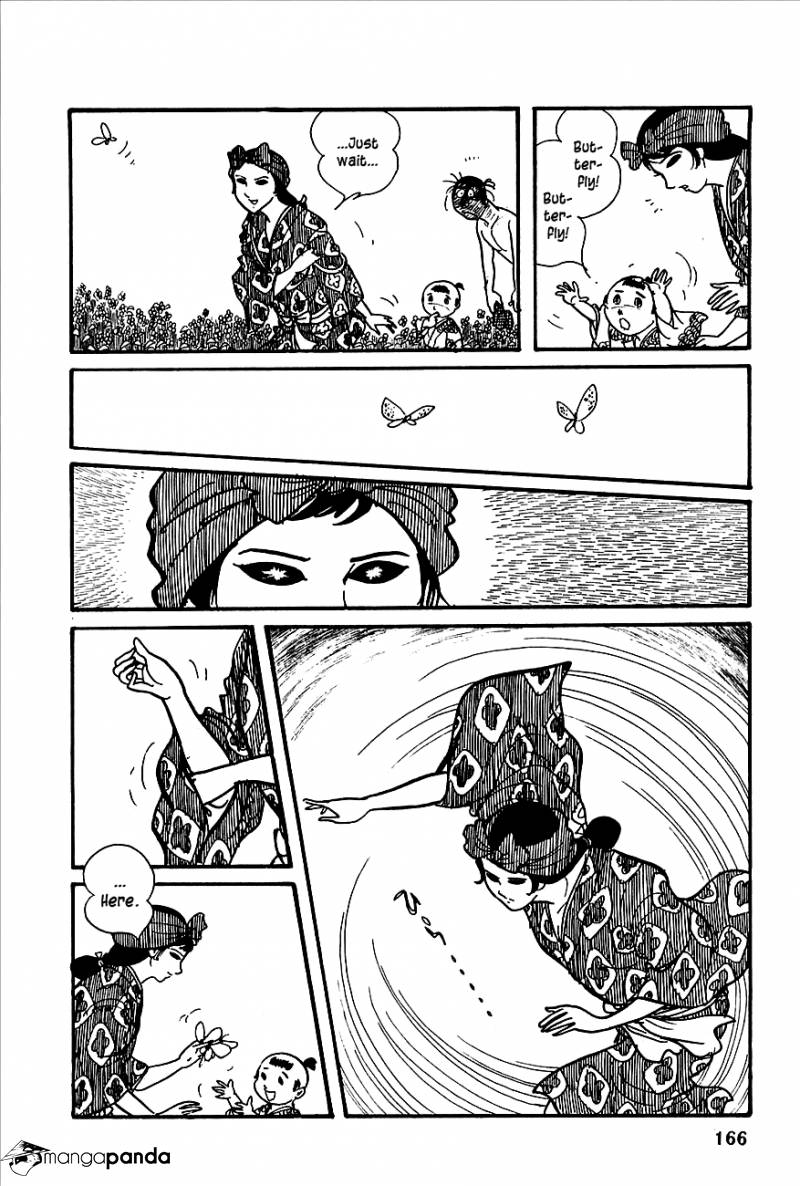 But-
ter-
fly!
But-
ter-
fly!
...Just
wait...
...
Here.
166
mangapanda